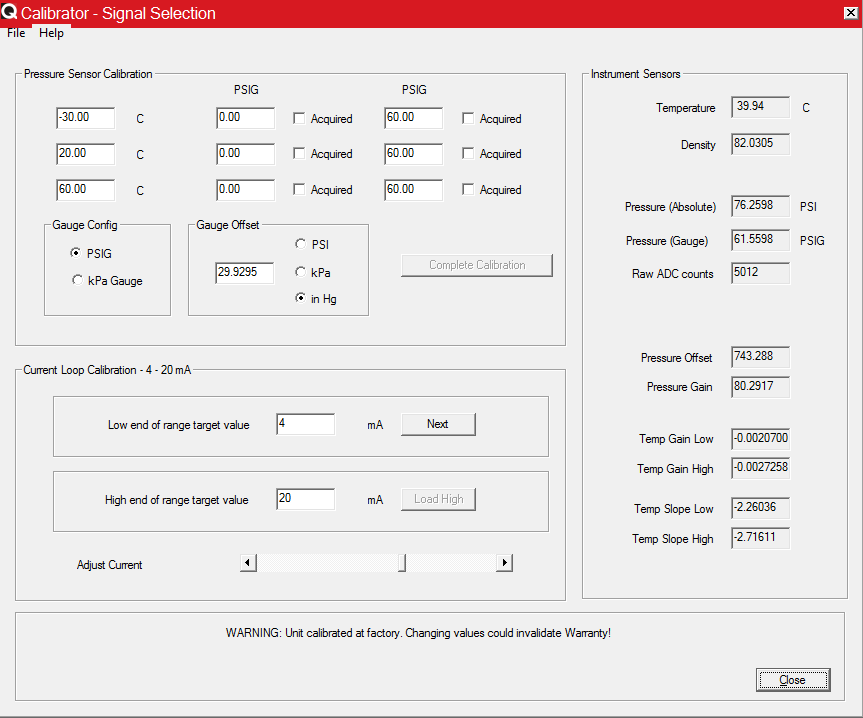 Calibrator - Signal Selection
File Help
Pressure Sensor Calibration
PSIG PSIG
-30.00 C 0.00 Acquired 60.00 Acquired
20.00 C 0.00 Acquired 60.00 Acquired
60.00 C 0.00 Acquired 60.00 Acquired
Gauge Config
PSIG
kPa Gauge
Gauge Offset
29.9295
PSI
kPa
in Hg
Complete Calibration
Current Loop Calibration - 4 - 20 mA
Low end of range target value 4 mA Next
High end of range target value 20 mA Load High
Adjust Current
Instrument Sensors
Temperature 39.94 C
Density 82.0305
Pressure (Absolute) 76.2598 PSI
Pressure (Gauge) 61.5598 PSIG
Raw ADC counts 5012
Pressure Offset 743.288
Pressure Gain 80.2917
Temp Gain Low -0.0020700
Temp Gain High -0.0027258
Temp Slope Low -2.26036
Temp Slope High -2.71611
WARNING: Unit calibrated at factory. Changing values could invalidate Warranty!
Close